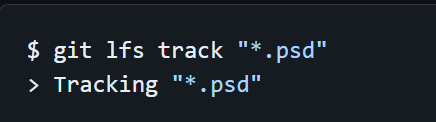 $ git lfs track "*.psd"
> Tracking "*.psd"